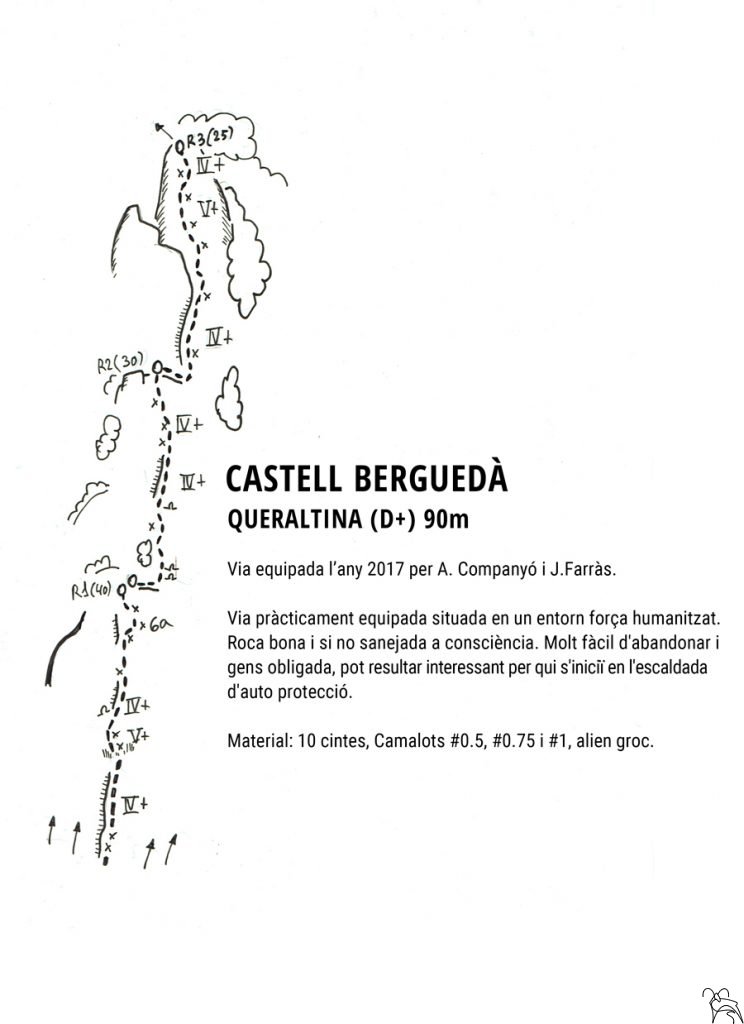 R3(25)
IV+
V+
IV+
R2(30)
IV+
IV+
CASTELL BERGUEDÀ
QUERALTINA (D+) 90m
Via equipada l’any 2017 per A. Companyó i J.Farràs.
R1(40)
6a
Via pràcticament equipada situada en un entorn força humanitzat.
Roca bona i si no sanejada a consciència. Molt fàcil d'abandonar i
gens obligada, pot resultar interessant per qui s'iniciï en l'escaldada
d'auto protecció.
IV+
V+
Material: 10 cintes, Camalots #0.5, #0.75 i #1, alien groc.
IV+